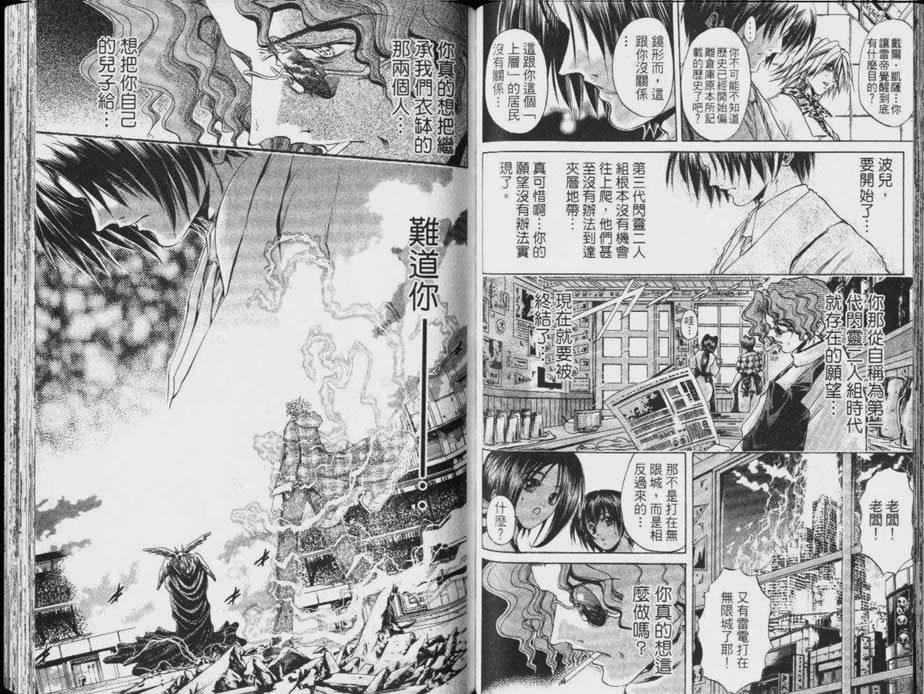 戴爾・凱薩…你
讓雷帝覺醒到底
有什麼目的？
你不可能不知道
歷史已經開始偏
離倉庫原本所記
載的歷史了吧？
鏡形而，這
跟你沒關係
…
這跟你這個「
上層」的居民
沒有關係…
波兒，
要開始了…
第三代閃靈二人
組根本沒有機會
往上爬，他們甚
至沒有辦法到達
夾層地帶…
真可惜啊…你的
願望沒有辦法實
現了。
你那從自稱為第一
代閃靈二人組時代
就存在的願望…
哇…
現在就要被
終結了…
老闆！
老闆！
又有雷電打在
無限城了耶！
那不是打在無
限城，而是相
反過來的…
什麼？
你真的想這
麼做嗎？
你真的想把繼
承我們衣缽的
那兩個人…
想把你自己
的兒子給…
難道你——…